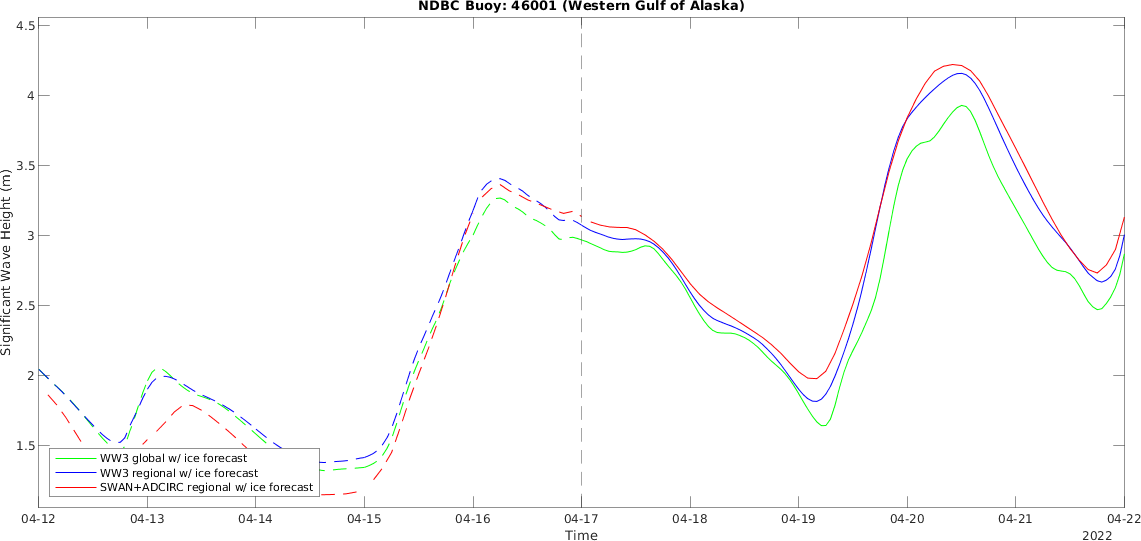 NDBC Buoy: 46001 (Western Gulf of Alaska)
4.5
4
3.5
3
2.5
2
1.5
Significant Wave Height (m)
WW3 global w/ ice forecast
WW3 regional w/ ice forecast
SWAN+ADCIRC regional w/ ice forecast
04-12 04-13 04-14 04-15 04-16 04-17 04-18 04-19 04-20 04-21 04-22
Time
2022